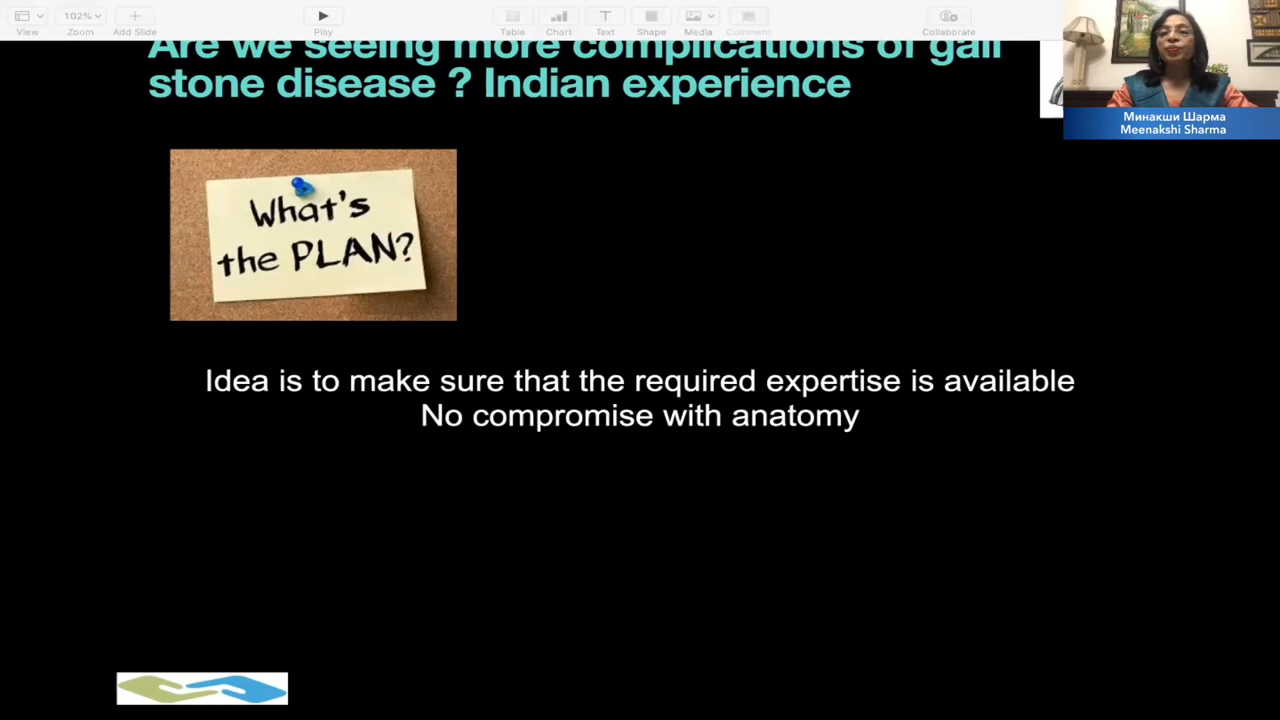 102%
View
Zoom
Add Slide
Play
Table
Chart
Text
Shape
Media
Comment
Collaborate
Are we seeing more complications of gall
stone disease ? Indian experience
Минакши Шарма
Meenakshi Sharma
What's
the PLAN?
Idea is to make sure that the required expertise is available
No compromise with anatomy